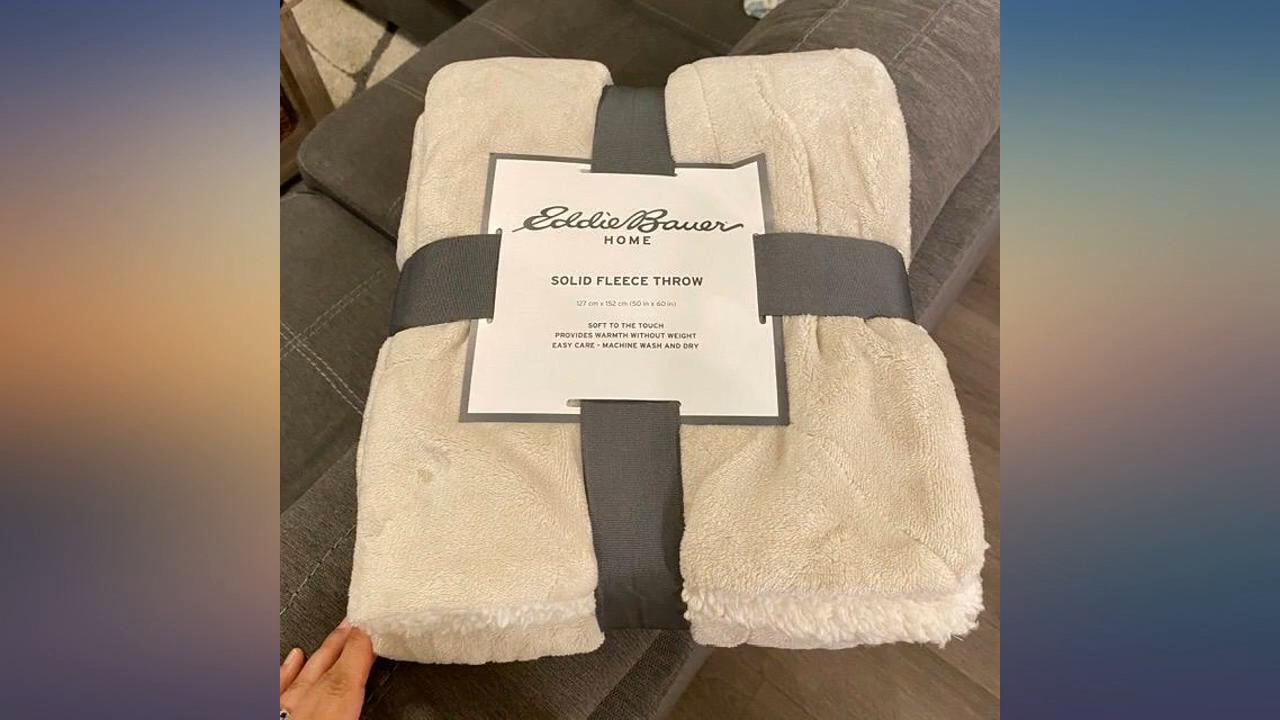 Eddie Bauer
HOME
SOLID FLEECE THROW
127 cm x 152 cm (50 in x 60 in)
SOFT TO THE TOUCH
PROVIDES WARMTH WITHOUT WEIGHT
EASY CARE - MACHINE WASH AND DRY